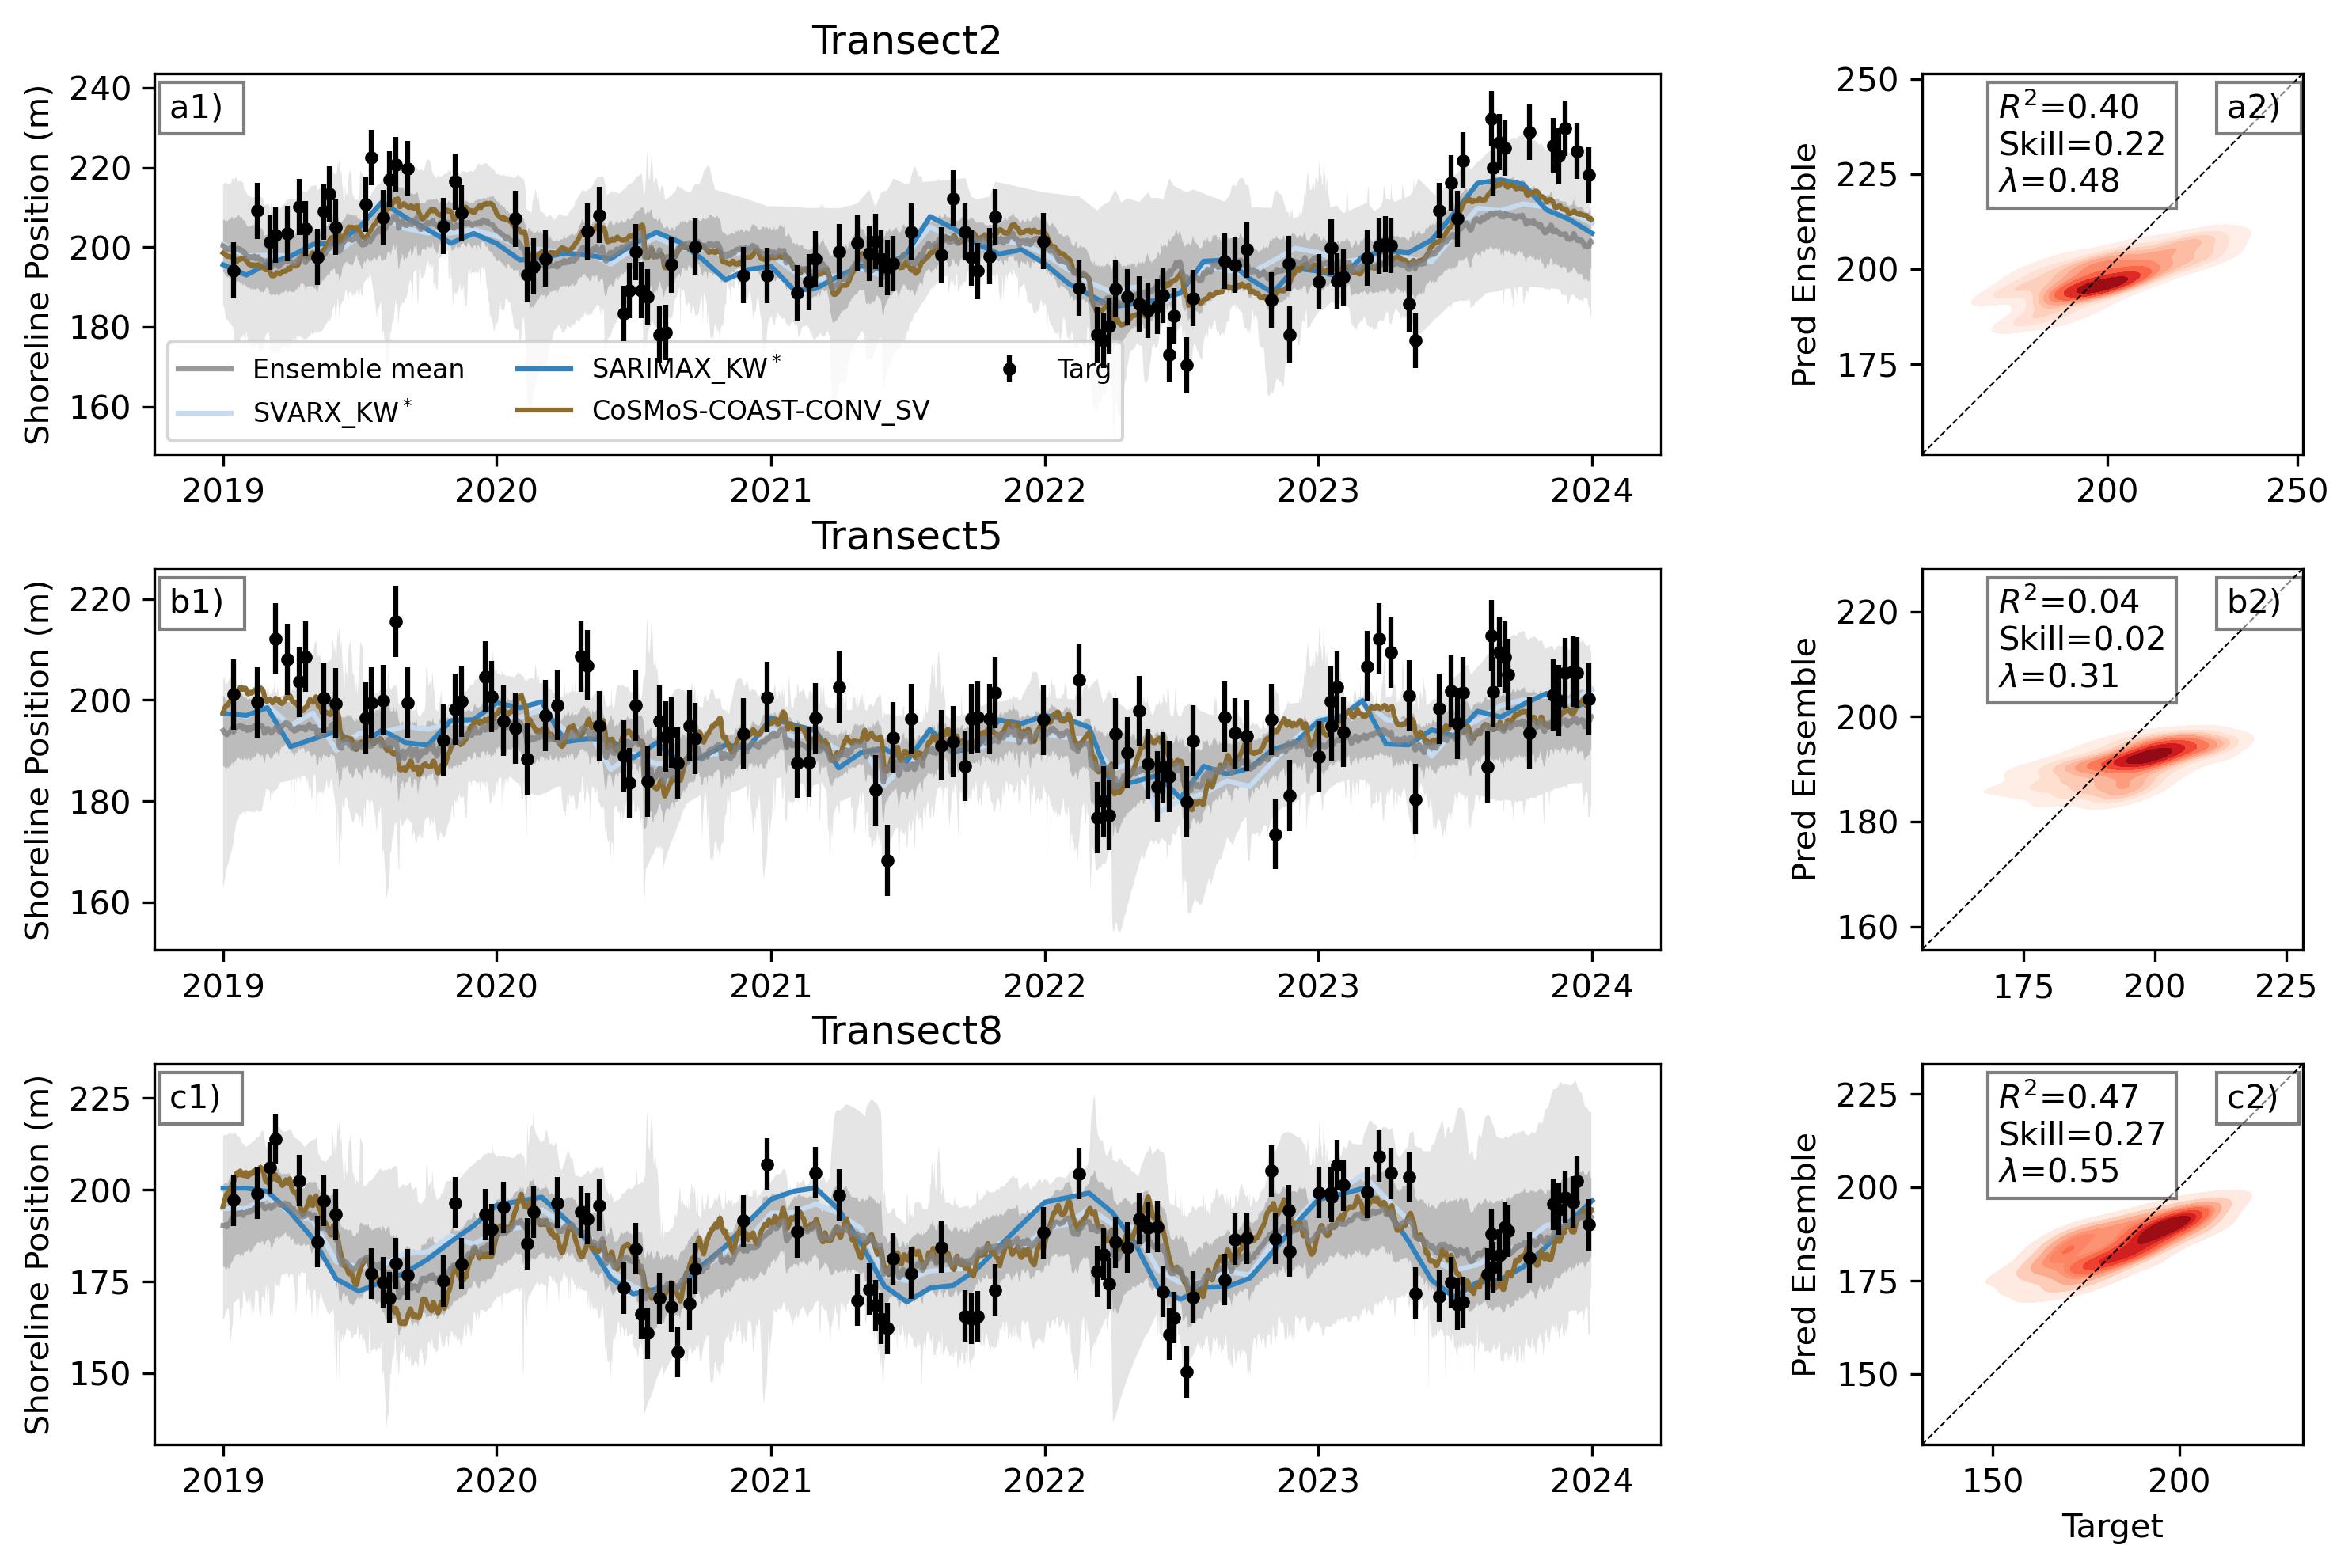 Transect2
Shoreline Position (m)
240
220
200
180
160
a1)
Ensemble mean
SVARX_KW*
SARIMAX_KW*
CoSMoS-COAST-CONV_SV
Targ
2019 2020 2021 2022 2023 2024
Pred Ensemble
250
225
200
175
R²=0.40
Skill=0.22
λ=0.48
a2)
200 250
Transect5
Shoreline Position (m)
220
200
180
160
b1)
2019 2020 2021 2022 2023 2024
Pred Ensemble
220
200
180
160
R²=0.04
Skill=0.02
λ=0.31
b2)
175 200 225
Transect8
Shoreline Position (m)
225
200
175
150
c1)
2019 2020 2021 2022 2023 2024
Pred Ensemble
225
200
175
150
R²=0.47
Skill=0.27
λ=0.55
c2)
150 200
Target